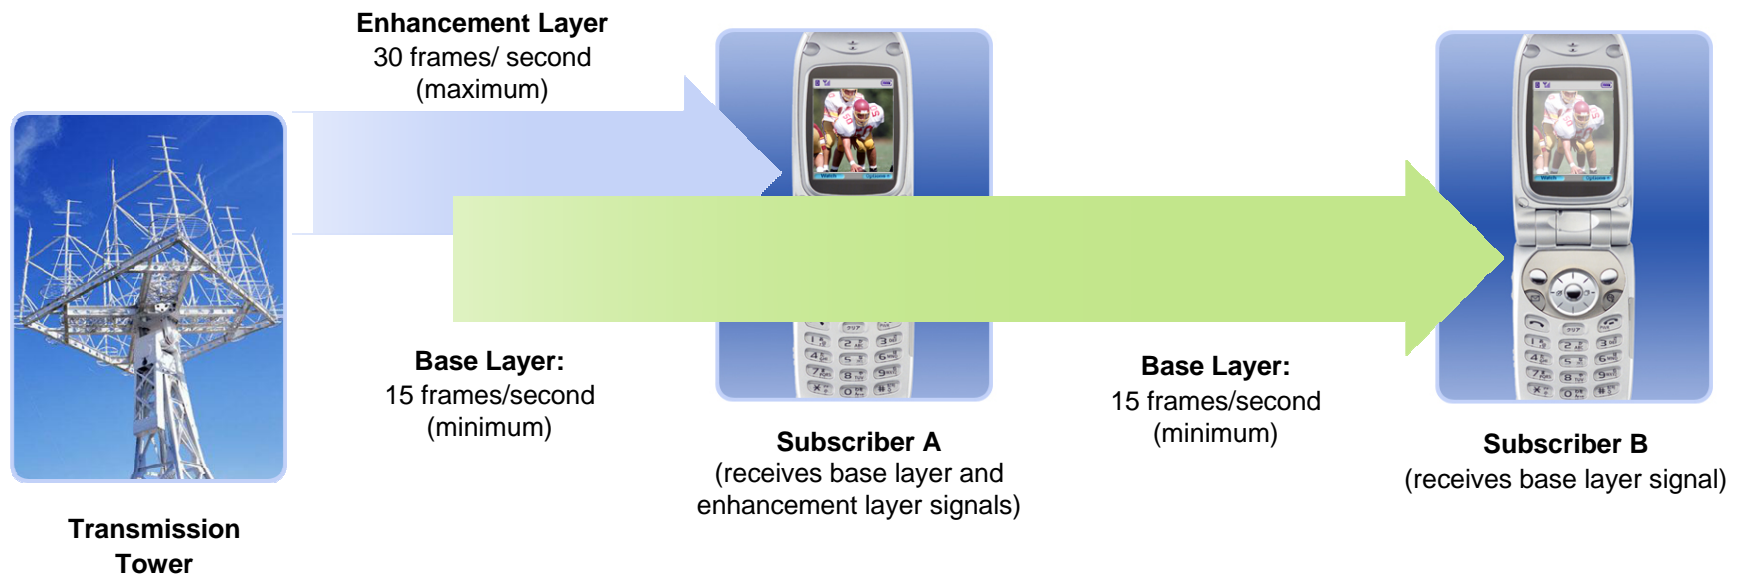 Enhancement Layer
30 frames/ second
(maximum)
Base Layer:
15 frames/second
(minimum)
Base Layer:
15 frames/second
(minimum)
Subscriber A
(receives base layer and
enhancement layer signals)
Subscriber B
(receives base layer signal)
Transmission
Tower